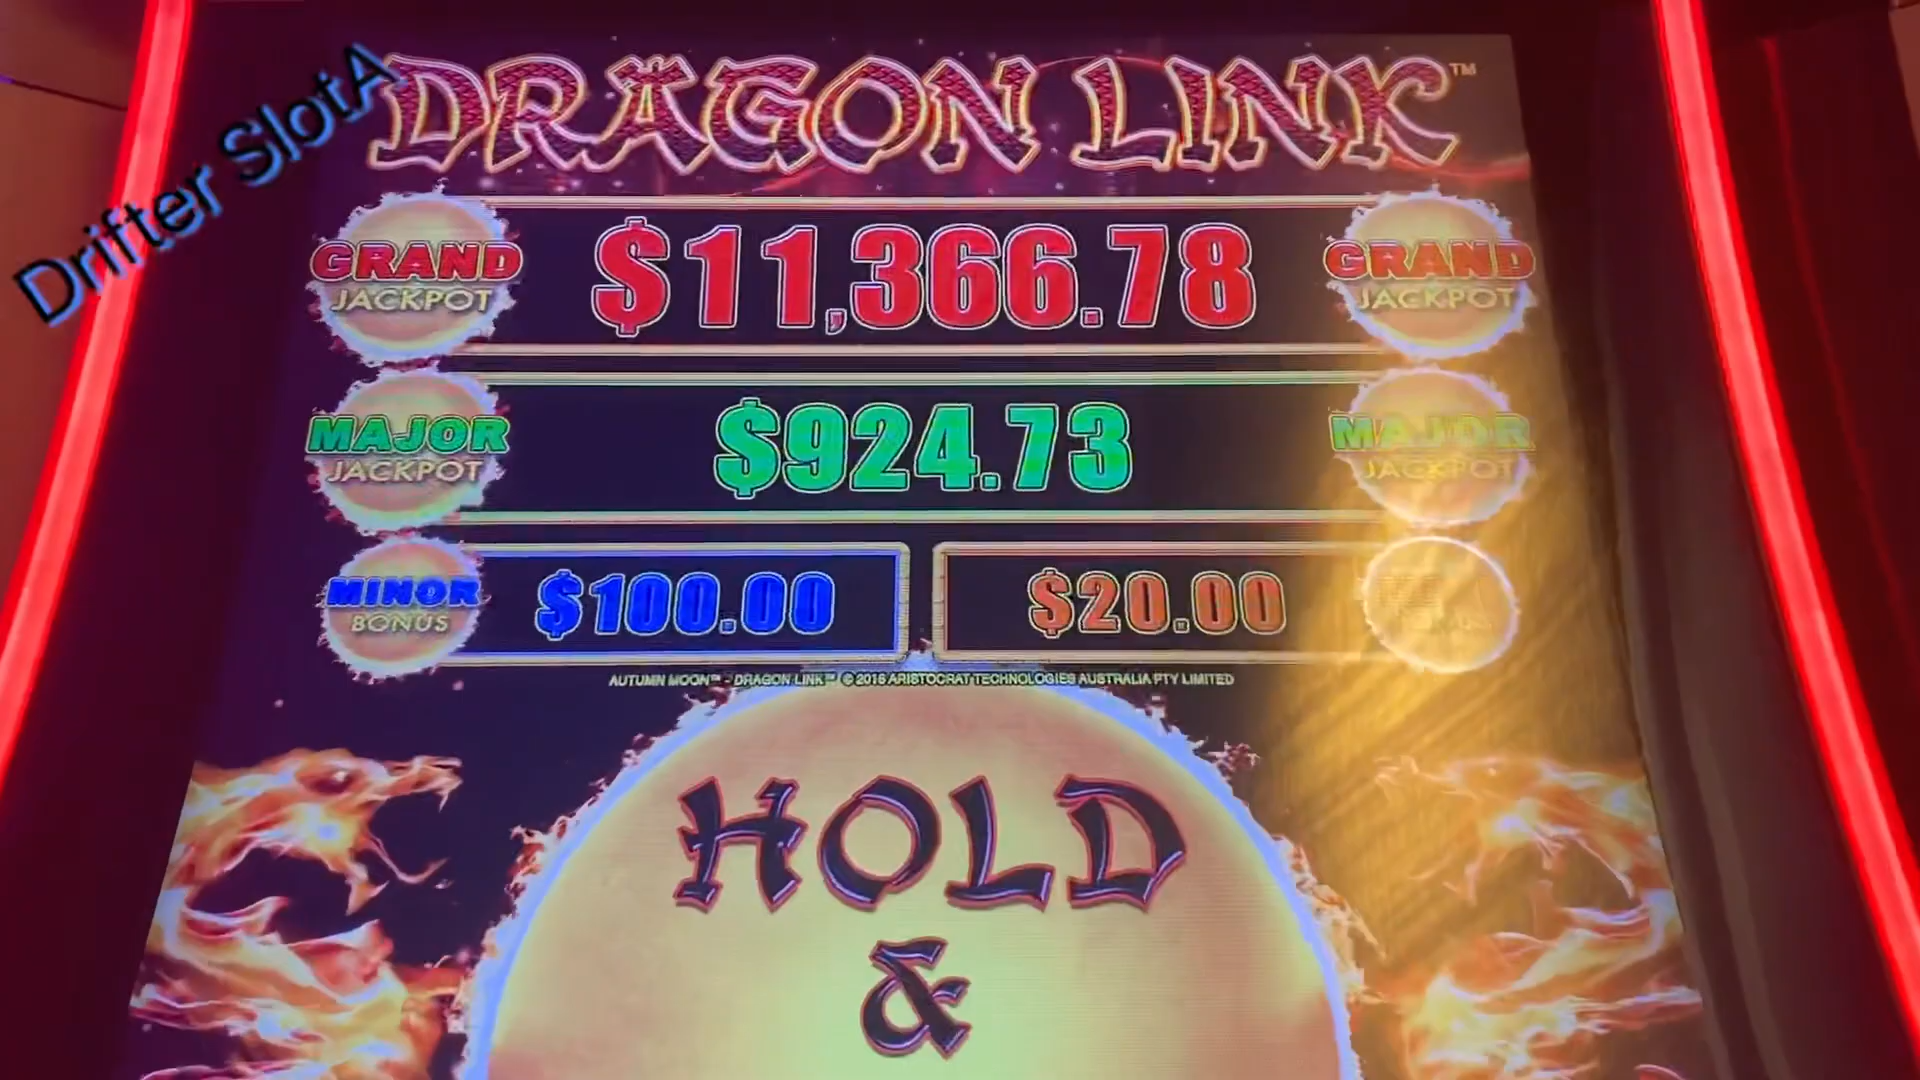 Drifter SlotA
DRAGON LINK™
GRAND JACKPOT $11,366.78 GRAND JACKPOT
MAJOR JACKPOT $924.73 MAJOR JACKPOT
MINOR BONUS $100.00 $20.00
AUTUMN MOON™ - DRAGON LINK™ © 2016 ARISTOCRAT TECHNOLOGIES AUSTRALIA PTY LIMITED
HOLD
&